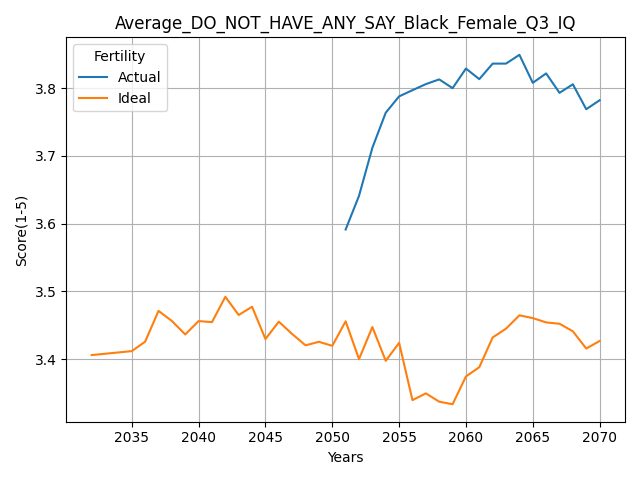 Average_DO_NOT_HAVE_ANY_SAY_Black_Female_Q3_IQ
Fertility
Actual
Ideal
3.8
3.7
3.6
3.5
3.4
Score(1-5)
2035 2040 2045 2050 2055 2060 2065 2070
Years